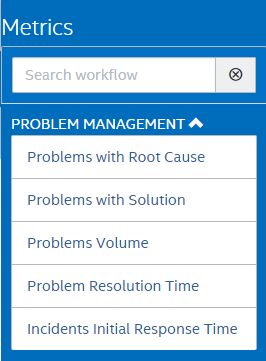 Metrics
Search workflow
PROBLEM MANAGEMENT
Problems with Root Cause
Problems with Solution
Problems Volume
Problem Resolution Time
Incidents Initial Response Time